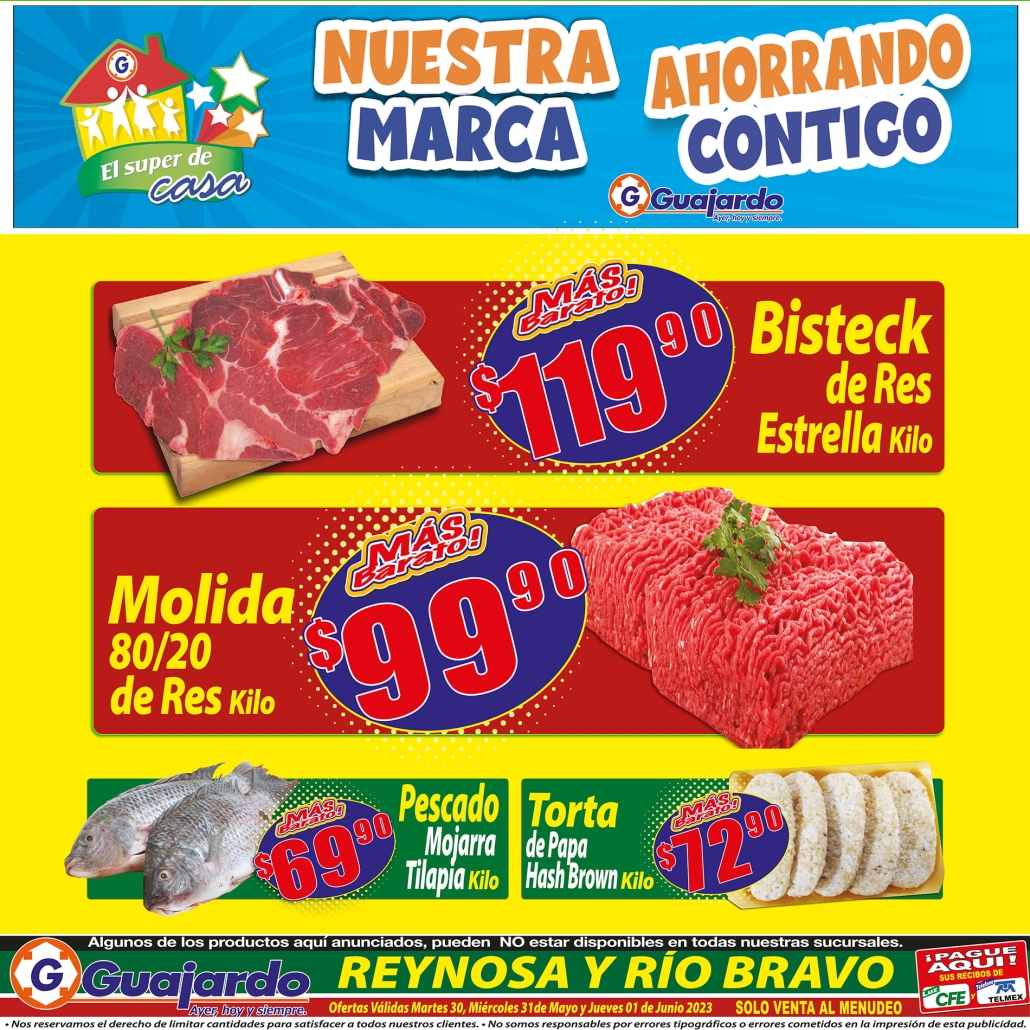 G
El super de
casa
NUESTRA
MARCA
AHORRANDO
CONTIGO
G Guajardo
Ayer, hoy y siempre.
MÁS
Barato!
$119.90
Bisteck
de Res
Estrella Kilo
Molida
80/20
de Res Kilo
MÁS
Barato!
$99.90
MÁS
Barato!
$69.90
Pescado
Mojarra
Tilapia Kilo
Torta
de Papa
Hash Brown Kilo
MÁS
Barato!
$72.90
Algunos de los productos aquí anunciados, pueden NO estar disponibles en todas nuestras sucursales.
G Guajardo
Ayer, hoy y siempre.
REYNOSA Y RÍO BRAVO
Ofertas Válidas Martes 30, Miércoles 31de Mayo y Jueves 01 de Junio 2023
SOLO VENTA AL MENUDEO
¡PAGUE
AQUI!
SUS RECIBOS DE
Luz
CFE
y
Teléfono
TELMEX
• Nos reservamos el derecho de limitar cantidades para satisfacer a todos nuestros clientes. • No somos responsables por errores tipográficos o errores cometidos en la impresión de esta publicidad.